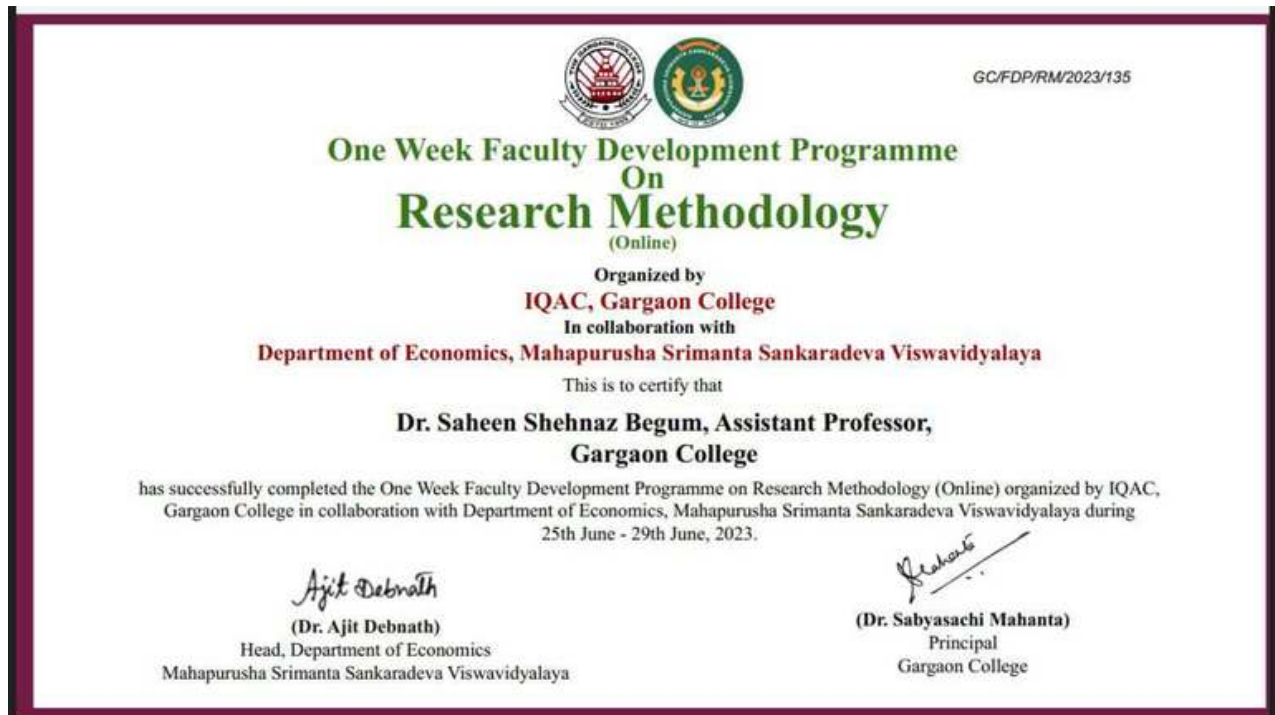 GC/FDP/RM/2023/135
One Week Faculty Development Programme
On
Research Methodology
(Online)
Organized by
IQAC, Gargaon College
In collaboration with
Department of Economics, Mahapurusha Srimanta Sankaradeva Viswavidyalaya
This is to certify that
Dr. Saheen Shehnaz Begum, Assistant Professor,
Gargaon College
has successfully completed the One Week Faculty Development Programme on Research Methodology (Online) organized by IQAC,
Gargaon College in collaboration with Department of Economics, Mahapurusha Srimanta Sankaradeva Viswavidyalaya during
25th June - 29th June, 2023.
Ajit Debnath
(Dr. Ajit Debnath)
Head, Department of Economics
Mahapurusha Srimanta Sankaradeva Viswavidyalaya
(Dr. Sabyasachi Mahanta)
Principal
Gargaon College